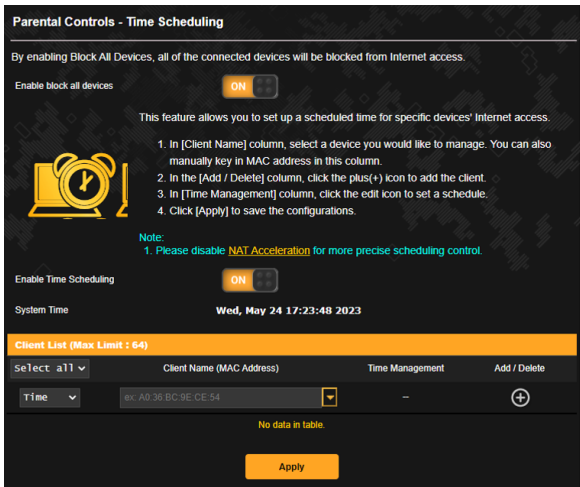 Parental Controls - Time Scheduling
By enabling Block All Devices, all of the connected devices will be blocked from Internet access.
Enable block all devices
ON
This feature allows you to set up a scheduled time for specific devices' Internet access.
1. In [Client Name] column, select a device you would like to manage. You can also
manually key in MAC address in this column.
2. In the [Add / Delete] column, click the plus(+) icon to add the client.
3. In [Time Management] column, click the edit icon to set a schedule.
4. Click [Apply] to save the configurations.
Note:
1. Please disable NAT Acceleration for more precise scheduling control.
Enable Time Scheduling
ON
System Time
Wed, May 24 17:23:48 2023
Client List (Max Limit : 64)
Select all
Client Name (MAC Address)
Time Management
Add / Delete
Time
ex: A0:36:BC:9E:CE:54
–
No data in table.
Apply